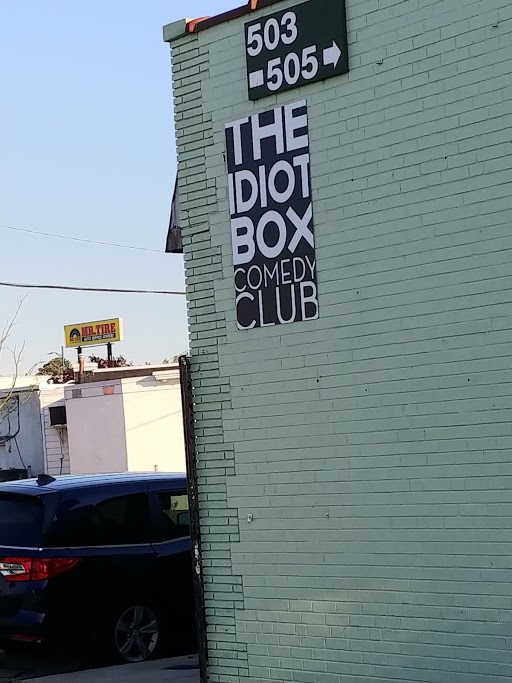 503
-505→
THE
IDIOT
BOX
COMEDY
CLUB
MR. TIRE